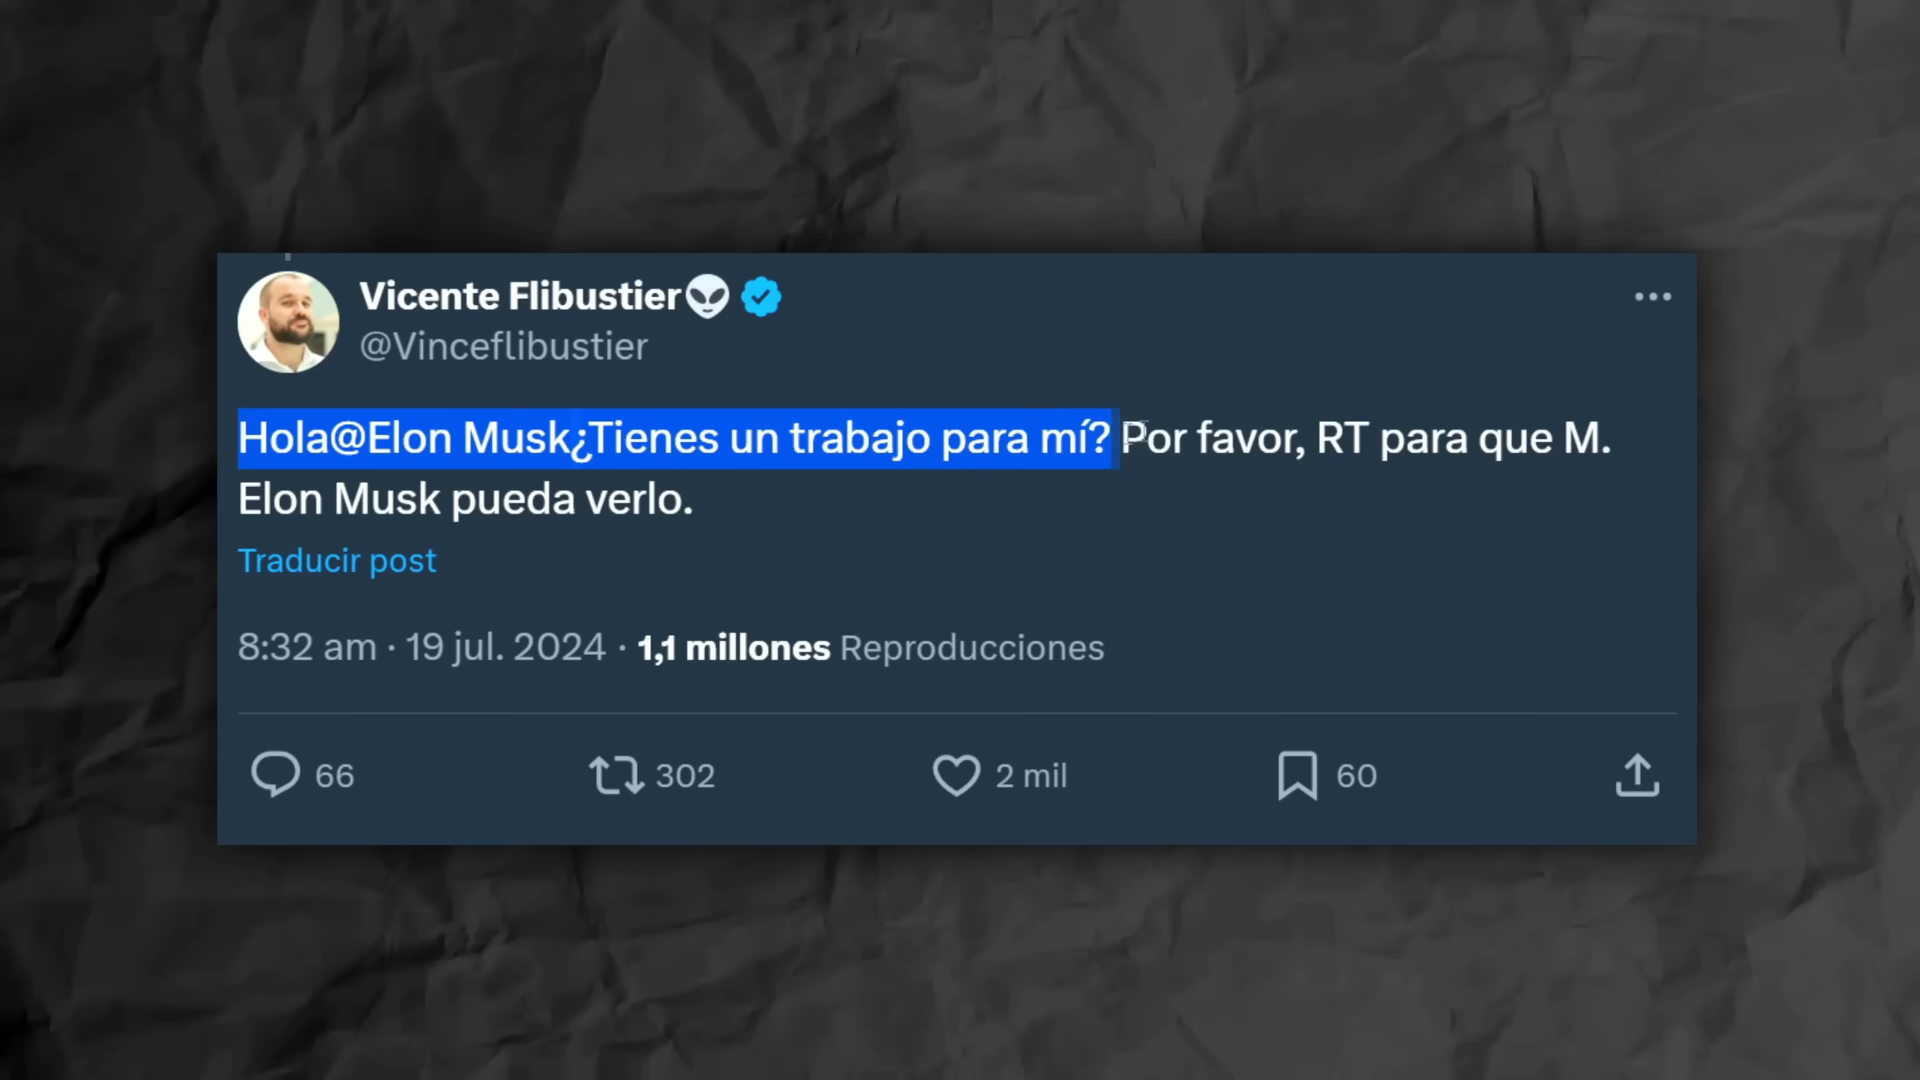 Vicente Flibustier👽
@Vinceflibustier
Hola@Elon Musk¿Tienes un trabajo para mí? Por favor, RT para que M.
Elon Musk pueda verlo.
Traducir post
8:32 am · 19 jul. 2024 · 1,1 millones Reproducciones
66 302 2 mil 60